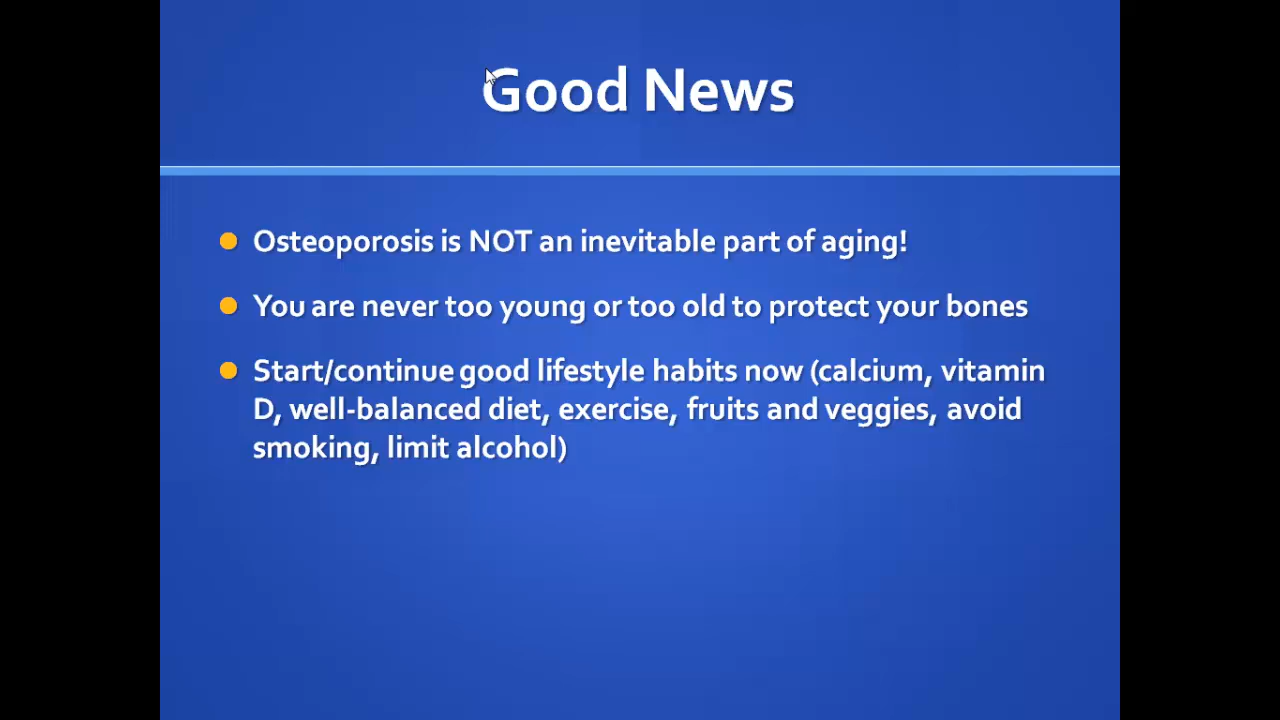 Good News
Osteoporosis is NOT an inevitable part of aging!
You are never too young or too old to protect your bones
Start/continue good lifestyle habits now (calcium, vitamin
D, well-balanced diet, exercise, fruits and veggies, avoid
smoking, limit alcohol)